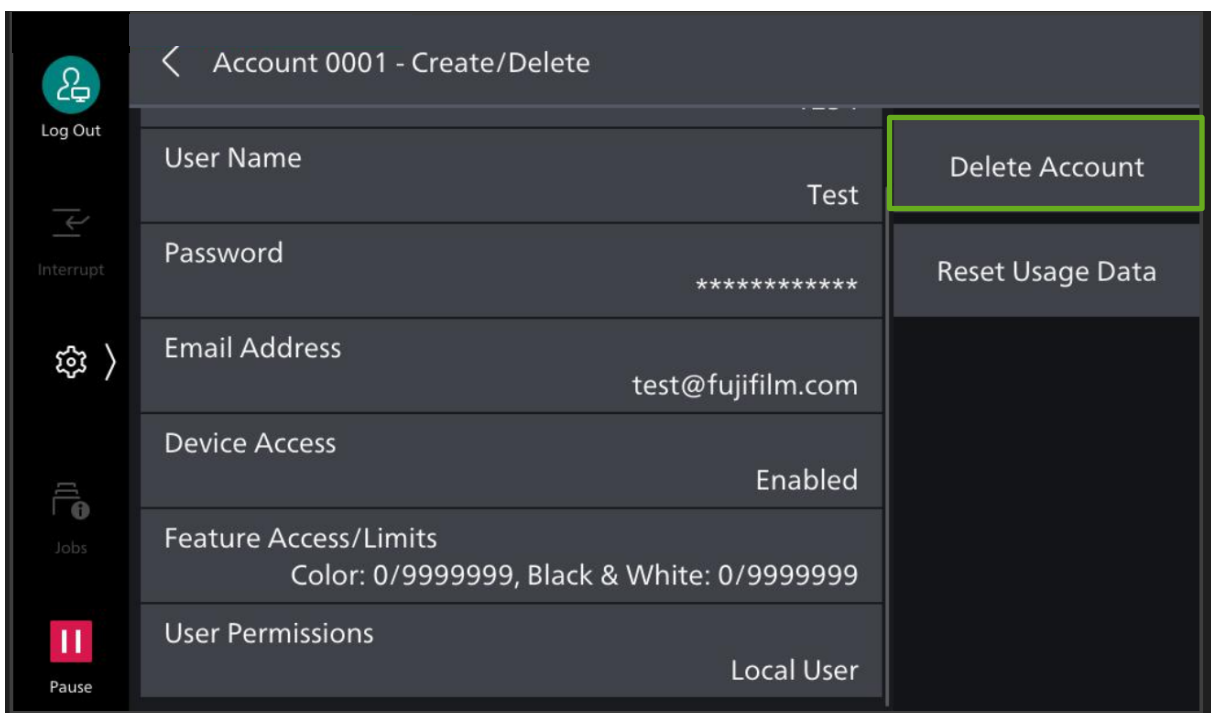 Account 0001 - Create/Delete
Log Out
User Name
Test
Delete Account
Interrupt
Password
************
Reset Usage Data
Email Address
test@fujifilm.com
Device Access
Enabled
Jobs
Feature Access/Limits
Color: 0/9999999, Black & White: 0/9999999
User Permissions
Local User
Pause